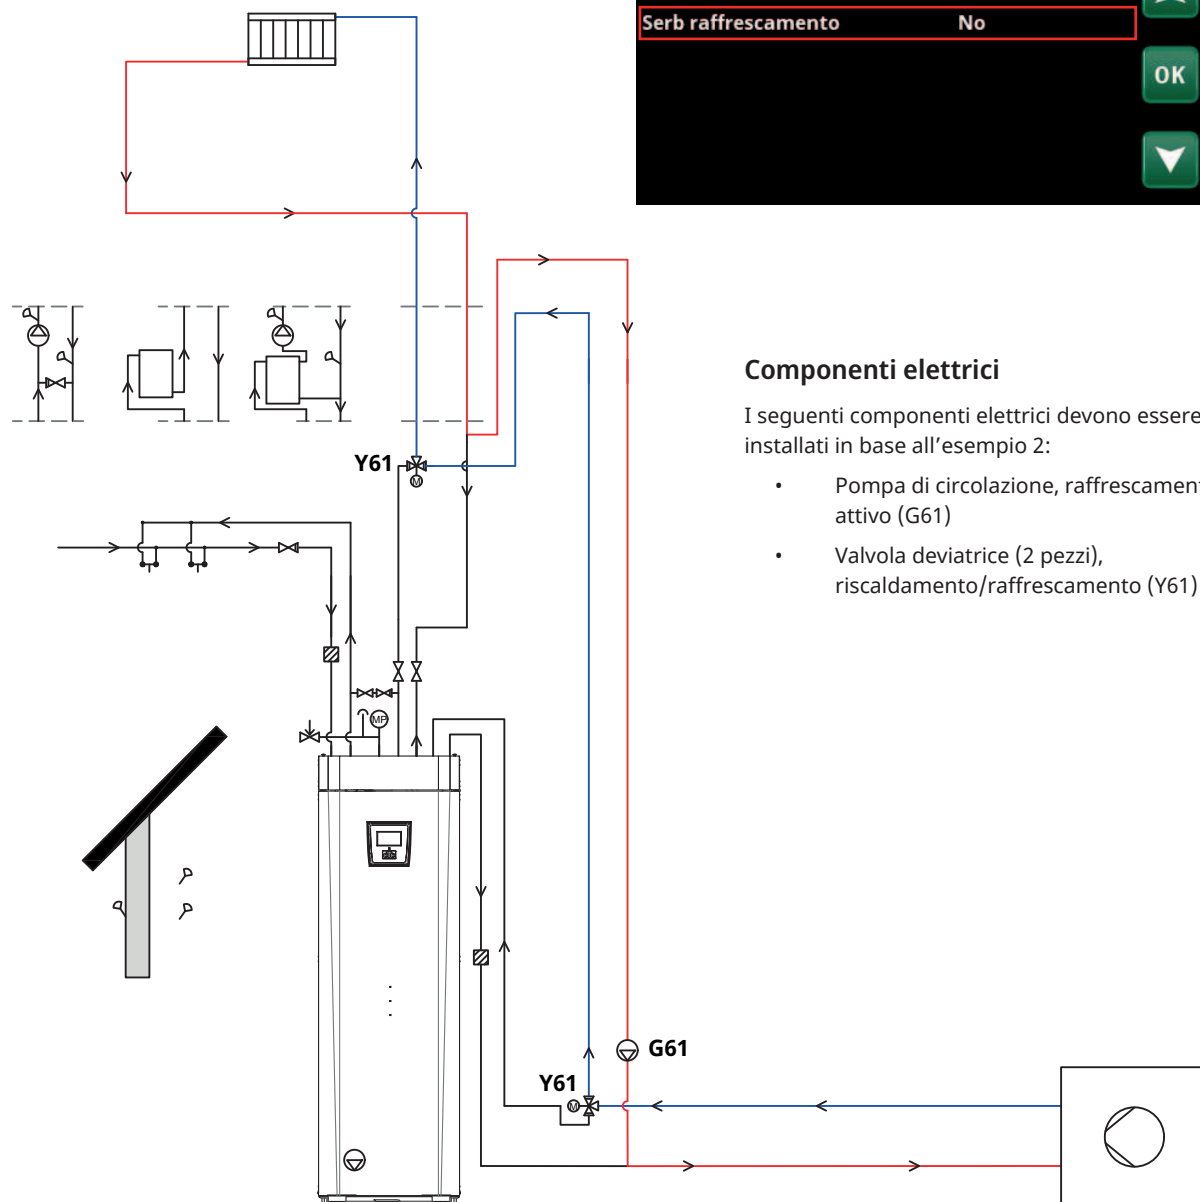 Serb raffrescamento No
OK
Componenti elettrici
I seguenti componenti elettrici devono essere
installati in base all’esempio 2:
• Pompa di circolazione, raffrescament
attivo (G61)
• Valvola deviatrice (2 pezzi),
riscaldamento/raffrescamento (Y61)
Y61
M
MP
G61
Y61
M